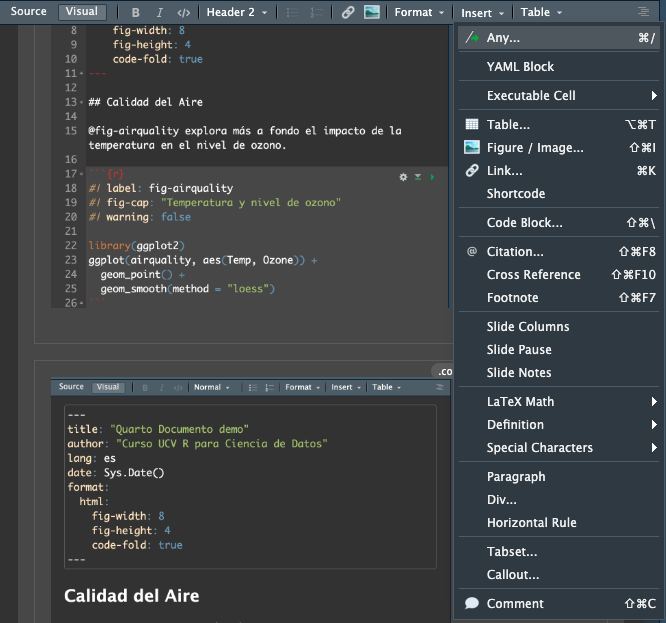 Source Visual B I </> Header 2 Format Insert Table
8 fig-width: 8
9 fig-height: 4
10 code-fold: true
11 ---
12
13 ## Calidad del Aire
14
15 @fig-airquality explora más a fondo el impacto de la
temperatura en el nivel de ozono.
16
17 ```{r}
18 #| label: fig-airquality
19 #| fig-cap: "Temperatura y nivel de ozono"
20 #| warning: false
21
22 library(ggplot2)
23 ggplot(airquality, aes(Temp, Ozone)) +
24 geom_point() +
25 geom_smooth(method = "loess")
26 ```
.co
Source Visual B I </> Normal Format Insert Table
---
title: "Quarto Documento demo"
author: "Curso UCV R para Ciencia de Datos"
lang: es
date: Sys.Date()
format:
html:
fig-width: 8
fig-height: 4
code-fold: true
---
Calidad del Aire
Any... ⌘/
YAML Block
Executable Cell
Table... ⌥⌘T
Figure / Image... ⇧⌘I
Link... ⌘K
Shortcode
Code Block... ⇧⌘\
@ Citation... ⇧⌘F8
Cross Reference ⇧⌘F10
Footnote ⇧⌘F7
Slide Columns
Slide Pause
Slide Notes
LaTeX Math
Definition
Special Characters
Paragraph
Div...
Horizontal Rule
Tabset...
Callout...
Comment ⇧⌘C